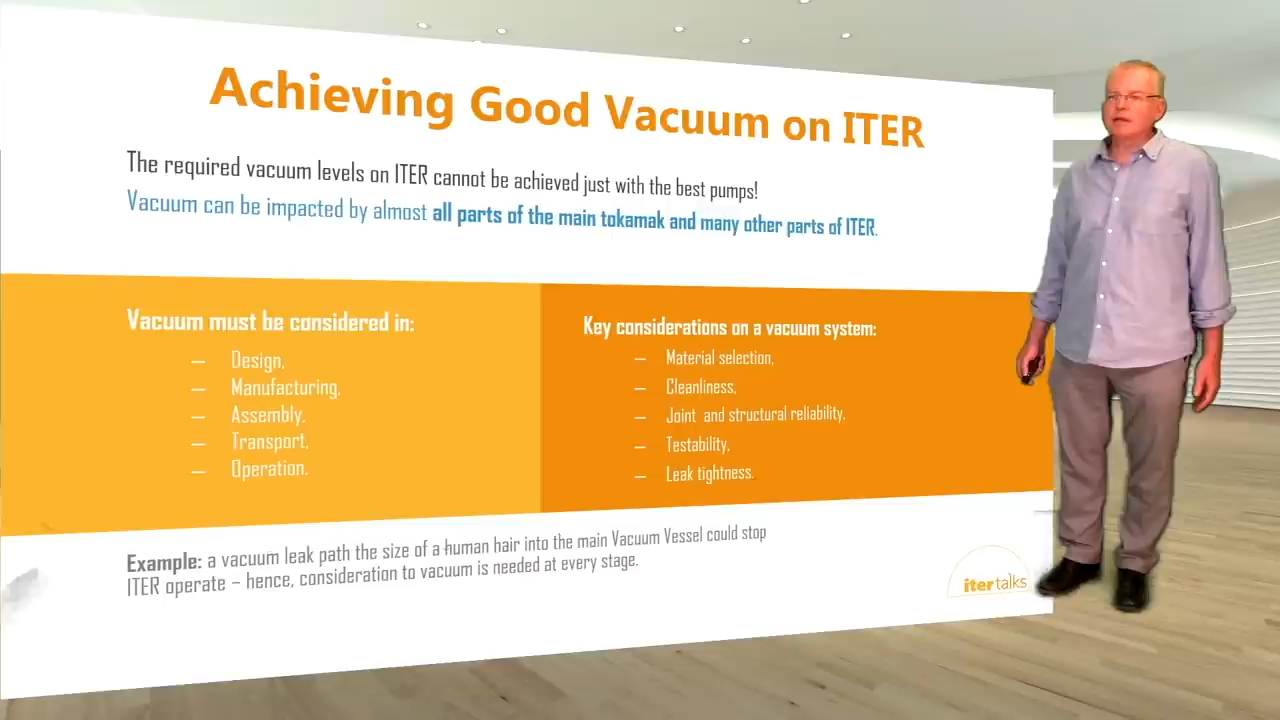 Achieving Good Vacuum on ITER
The required vacuum levels on ITER cannot be achieved just with the best pumps!
Vacuum can be impacted by almost all parts of the main tokamak and many other parts of ITER.
Vacuum must be considered in:
– Design,
– Manufacturing,
– Assembly,
– Transport,
– Operation.
Key considerations on a vacuum system:
– Material selection,
– Cleanliness,
– Joint and structural reliability,
– Testability,
– Leak tightness.
Example: a vacuum leak path the size of a human hair into the main Vacuum Vessel could stop
ITER operate – hence, consideration to vacuum is needed at every stage.
iter talks